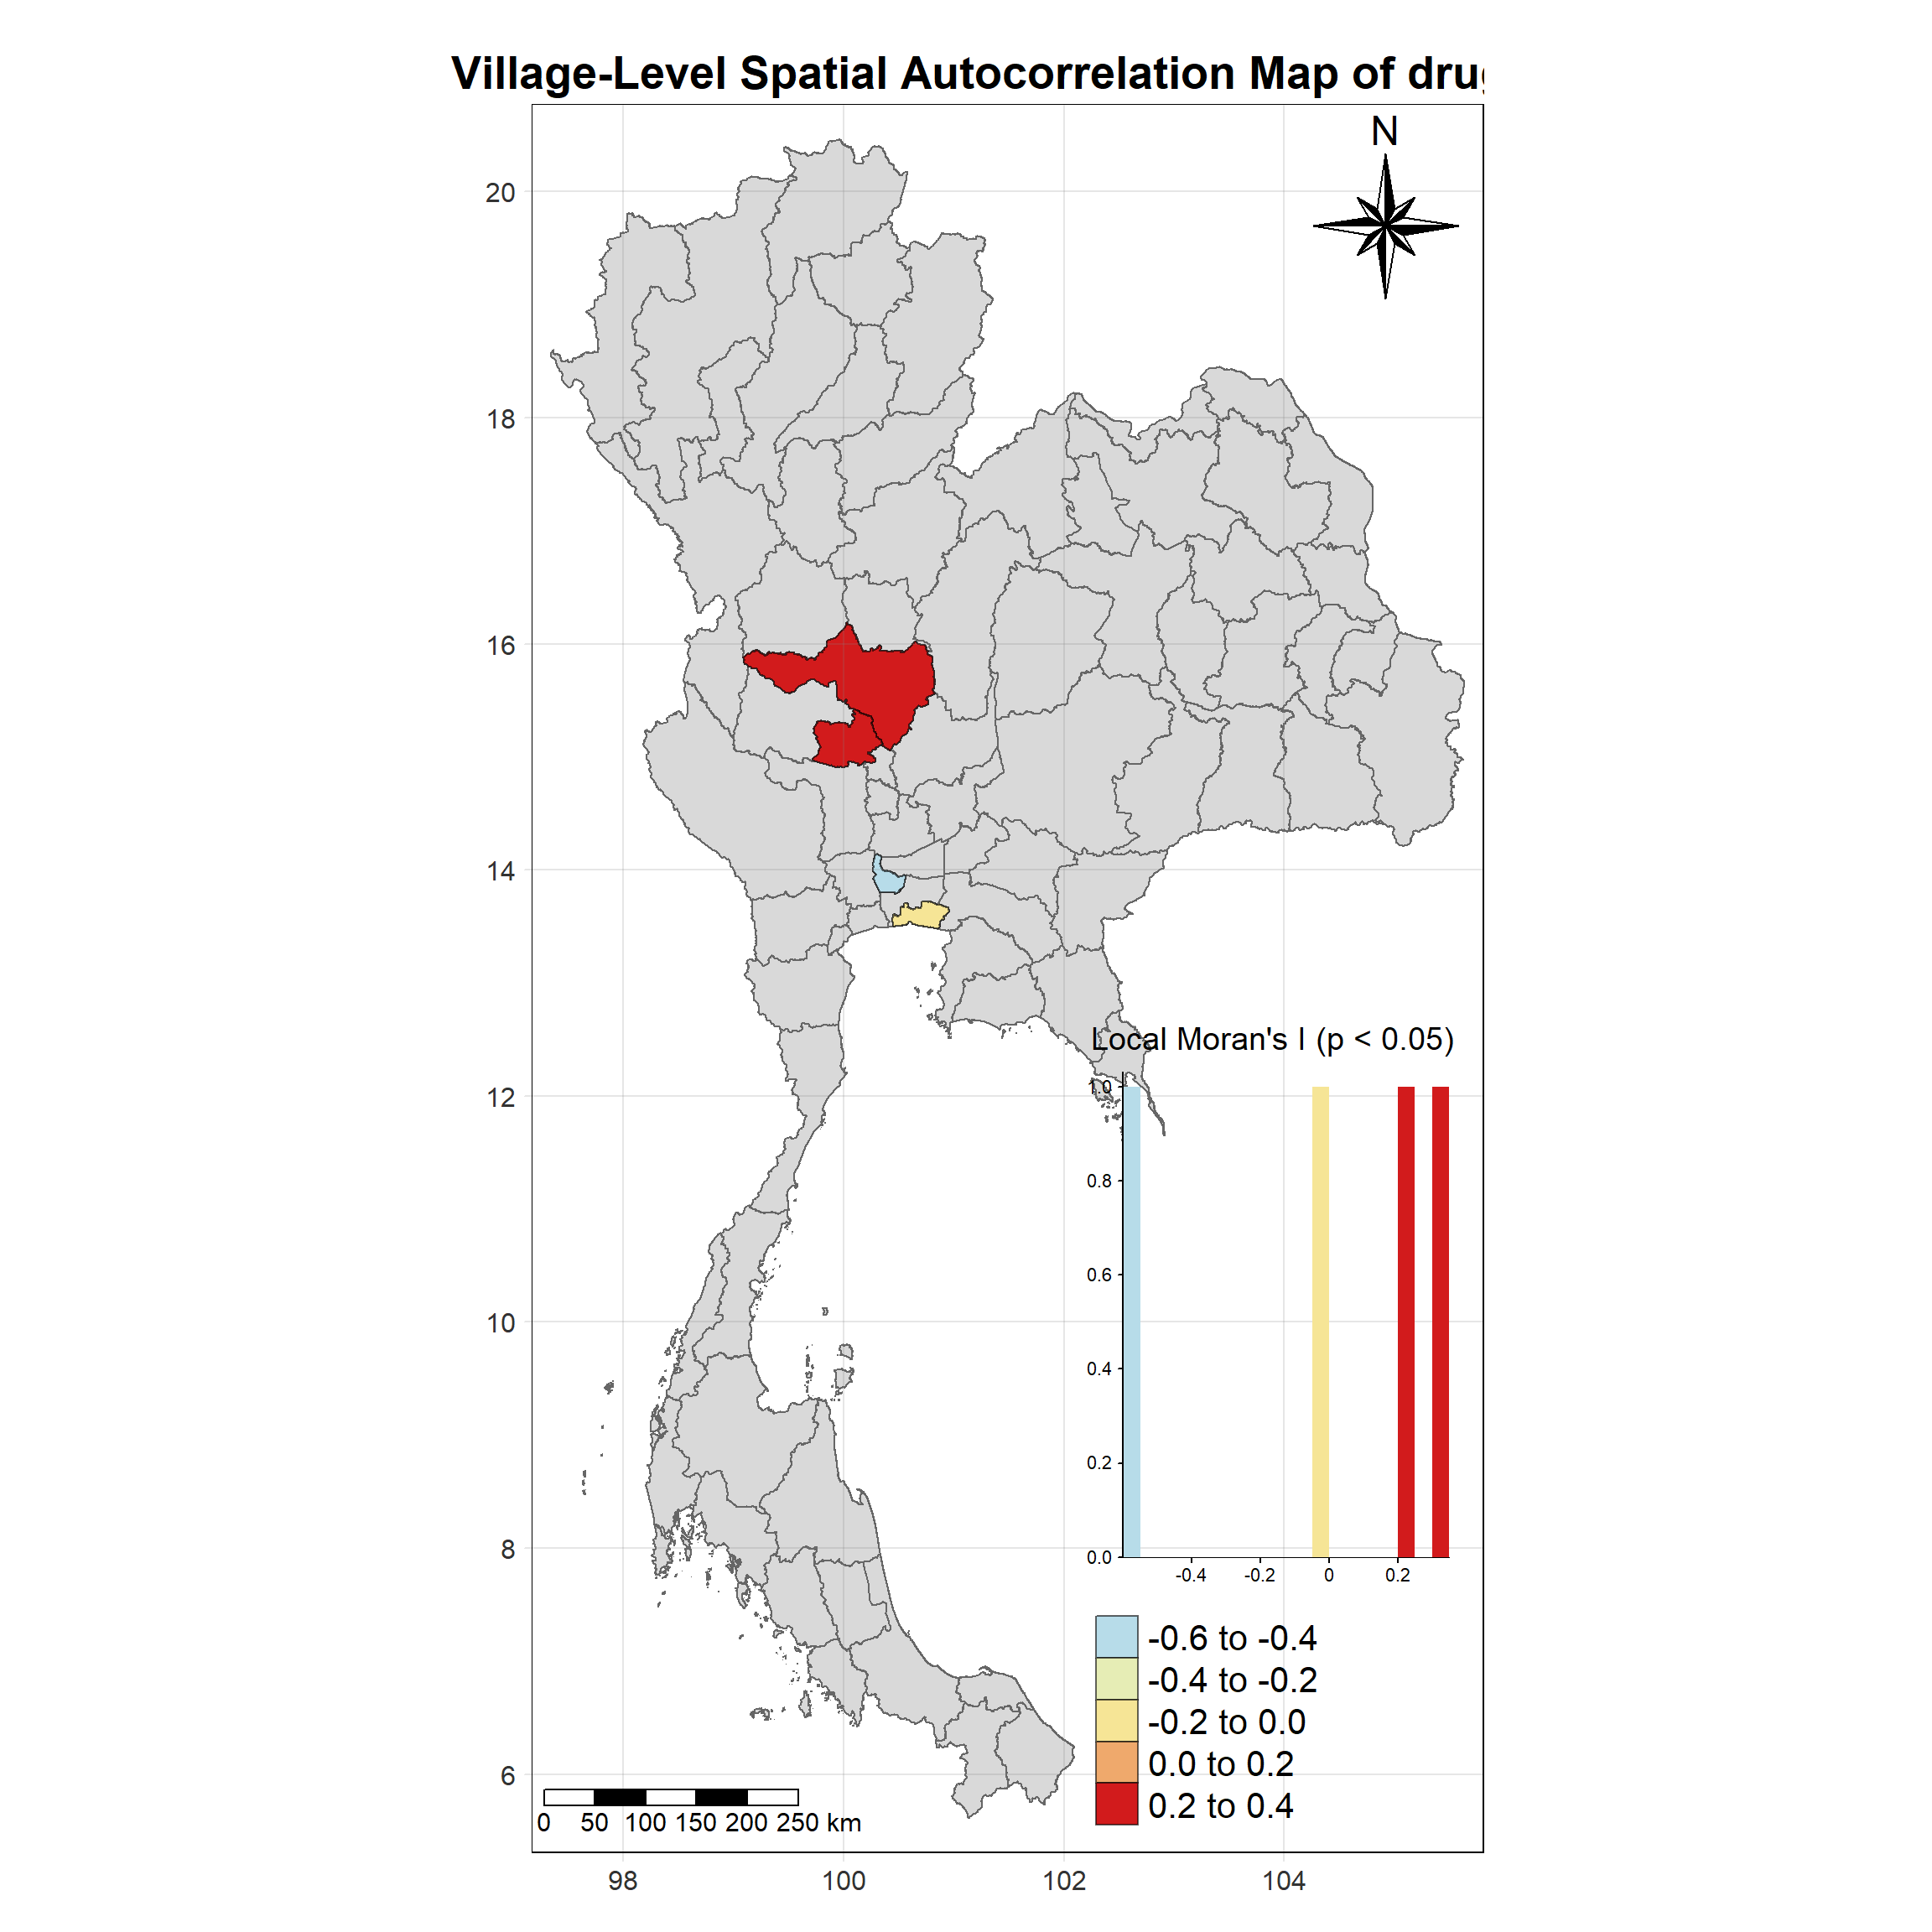 Village-Level Spatial Autocorrelation Map of drug
N
20
18
16
14
12
10
8
6
98 100 102 104
Local Moran's I (p < 0.05)
1.0
0.8
0.6
0.4
0.2
0.0
-0.4 -0.2 0 0.2
-0.6 to -0.4
-0.4 to -0.2
-0.2 to 0.0
0.0 to 0.2
0.2 to 0.4
0 50 100 150 200 250 km